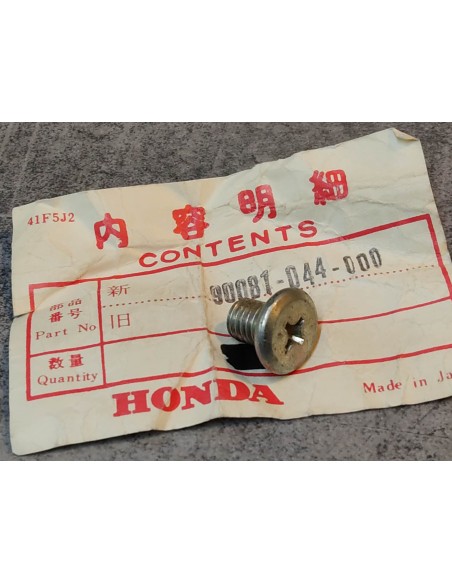 41F5J2
内容明細
CONTENTS
部品番号 新 90081-044-000
Part No 旧
数量
Quantity
HONDA Made in Ja